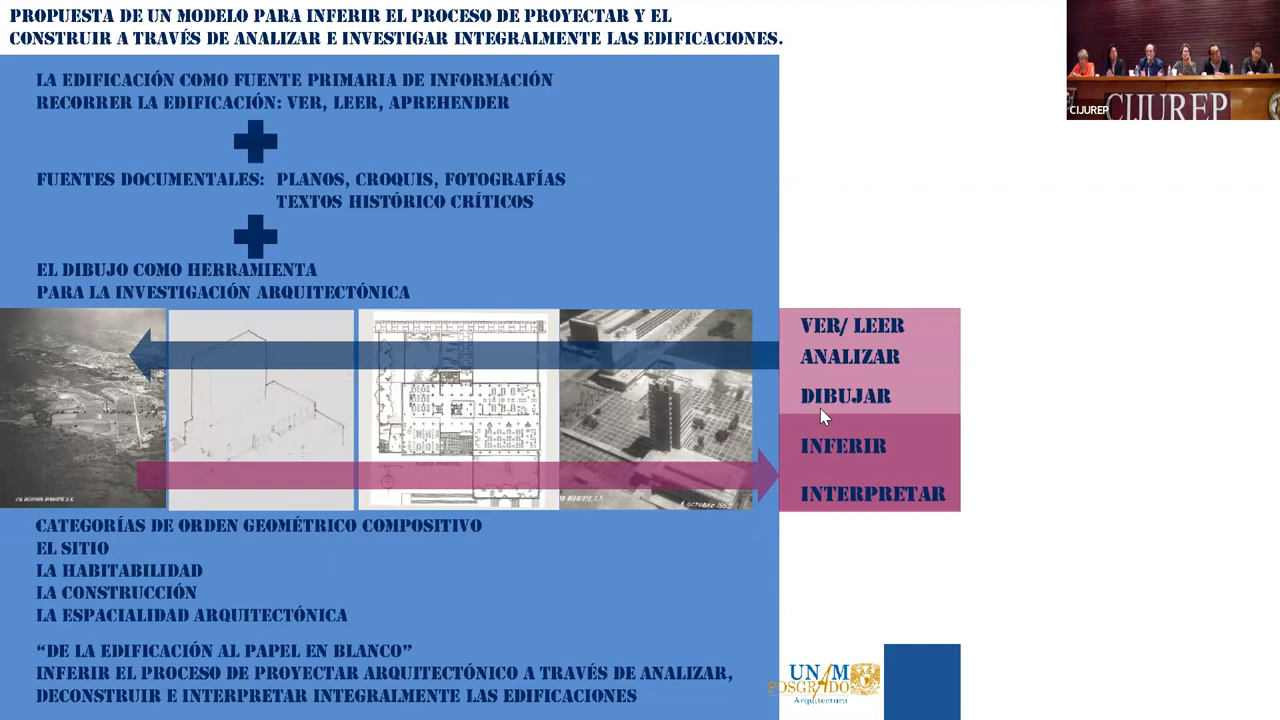 PROPUESTA DE UN MODELO PARA INFERIR EL PROCESO DE PROYECTAR Y EL
CONSTRUIR A TRAVÉS DE ANALIZAR E INVESTIGAR INTEGRALMENTE LAS EDIFICACIONES.
LA EDIFICACIÓN COMO FUENTE PRIMARIA DE INFORMACIÓN
RECORRER LA EDIFICACIÓN: VER, LEER, APREHENDER
FUENTES DOCUMENTALES: PLANOS, CROQUIS, FOTOGRAFÍAS
TEXTOS HISTÓRICO CRÍTICOS
EL DIBUJO COMO HERRAMIENTA
PARA LA INVESTIGACIÓN ARQUITECTÓNICA
VER/ LEER
ANALIZAR
DIBUJAR
INFERIR
INTERPRETAR
CATEGORÍAS DE ORDEN GEOMÉTRICO COMPOSITIVO
EL SITIO
LA HABITABILIDAD
LA CONSTRUCCIÓN
LA ESPACIALIDAD ARQUITECTÓNICA
“DE LA EDIFICACIÓN AL PAPEL EN BLANCO”
INFERIR EL PROCESO DE PROYECTAR ARQUITECTÓNICO A TRAVÉS DE ANALIZAR,
DECONSTRUIR E INTERPRETAR INTEGRALMENTE LAS EDIFICACIONES
UNAM
POSGRADO
Arquitectura
CIJUREP
CIJUREP